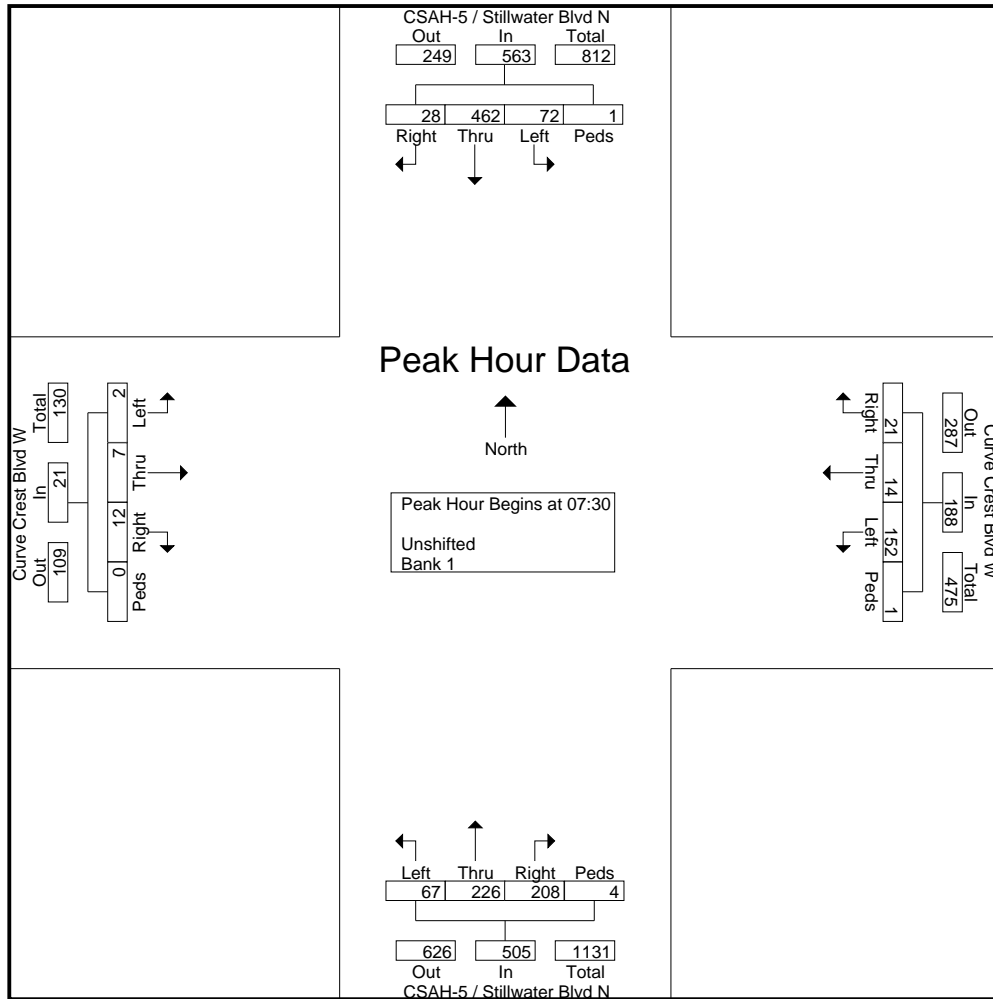 CSAH-5 / Stillwater Blvd N
Out In Total
249 563 812
28 462 72 1
Right Thru Left Peds
Peak Hour Data
North
Peak Hour Begins at 07:30
Unshifted
Bank 1
Curve Crest Blvd W
Total In Out
130 21 109
2 7 12 0
Left Thru Right Peds
Curve Crest Blvd W
Out In Total
287 188 475
21 14 152 1
Right Thru Left Peds
Left Thru Right Peds
67 226 208 4
626 505 1131
Out In Total
CSAH-5 / Stillwater Blvd N